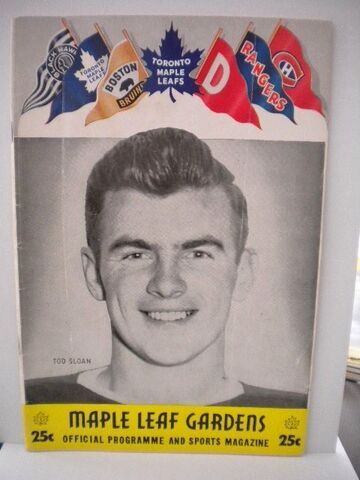 BLACK HAWKS
TORONTO
MAPLE
LEAFS
BOSTON
BRUINS
TORONTO
MAPLE
LEAFS
D
RANGERS
C
H
TOD SLOAN
MAPLE LEAF GARDENS
25¢ OFFICIAL PROGRAMME AND SPORTS MAGAZINE 25¢